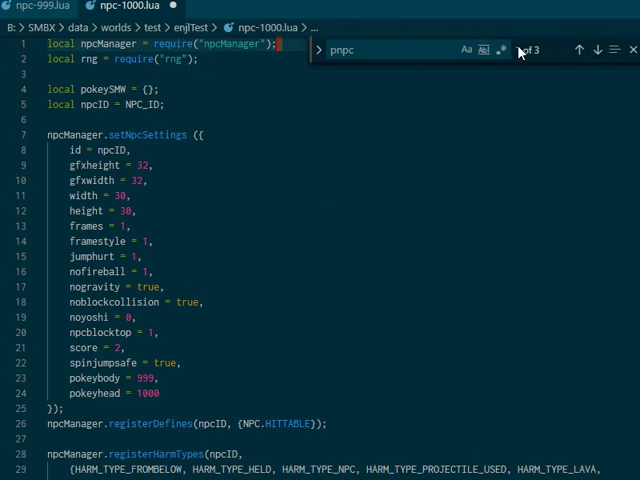 npc-999.lua npc-1000.lua
B: > SMBX > data > worlds > test > enjlTest > npc-1000.lua > ...
pnpc Aa Abl .* of 3
1 local npcManager = require("npcManager");
2 local rng = require("rng");
3
4 local pokeySMW = {};
5 local npcID = NPC_ID;
6
7 npcManager.setNpcSettings ({
8 id = npcID,
9 gfxheight = 32,
10 gfxwidth = 32,
11 width = 30,
12 height = 30,
13 frames = 1,
14 framestyle = 1,
15 jumphurt = 1,
16 nofireball = 1,
17 nogravity = true,
18 noblockcollision = true,
19 noyoshi = 0,
20 npcblocktop = 1,
21 score = 2,
22 spinjumpsafe = true,
23 pokeybody = 999,
24 pokeyhead = 1000
25 });
26 npcManager.registerDefines(npcID, {NPC.HITTABLE});
27
28 npcManager.registerHarmTypes(npcID,
29 {HARM_TYPE_FROMBELOW, HARM_TYPE_HELD, HARM_TYPE_NPC, HARM_TYPE_PROJECTILE_USED, HARM_TYPE_LAVA,